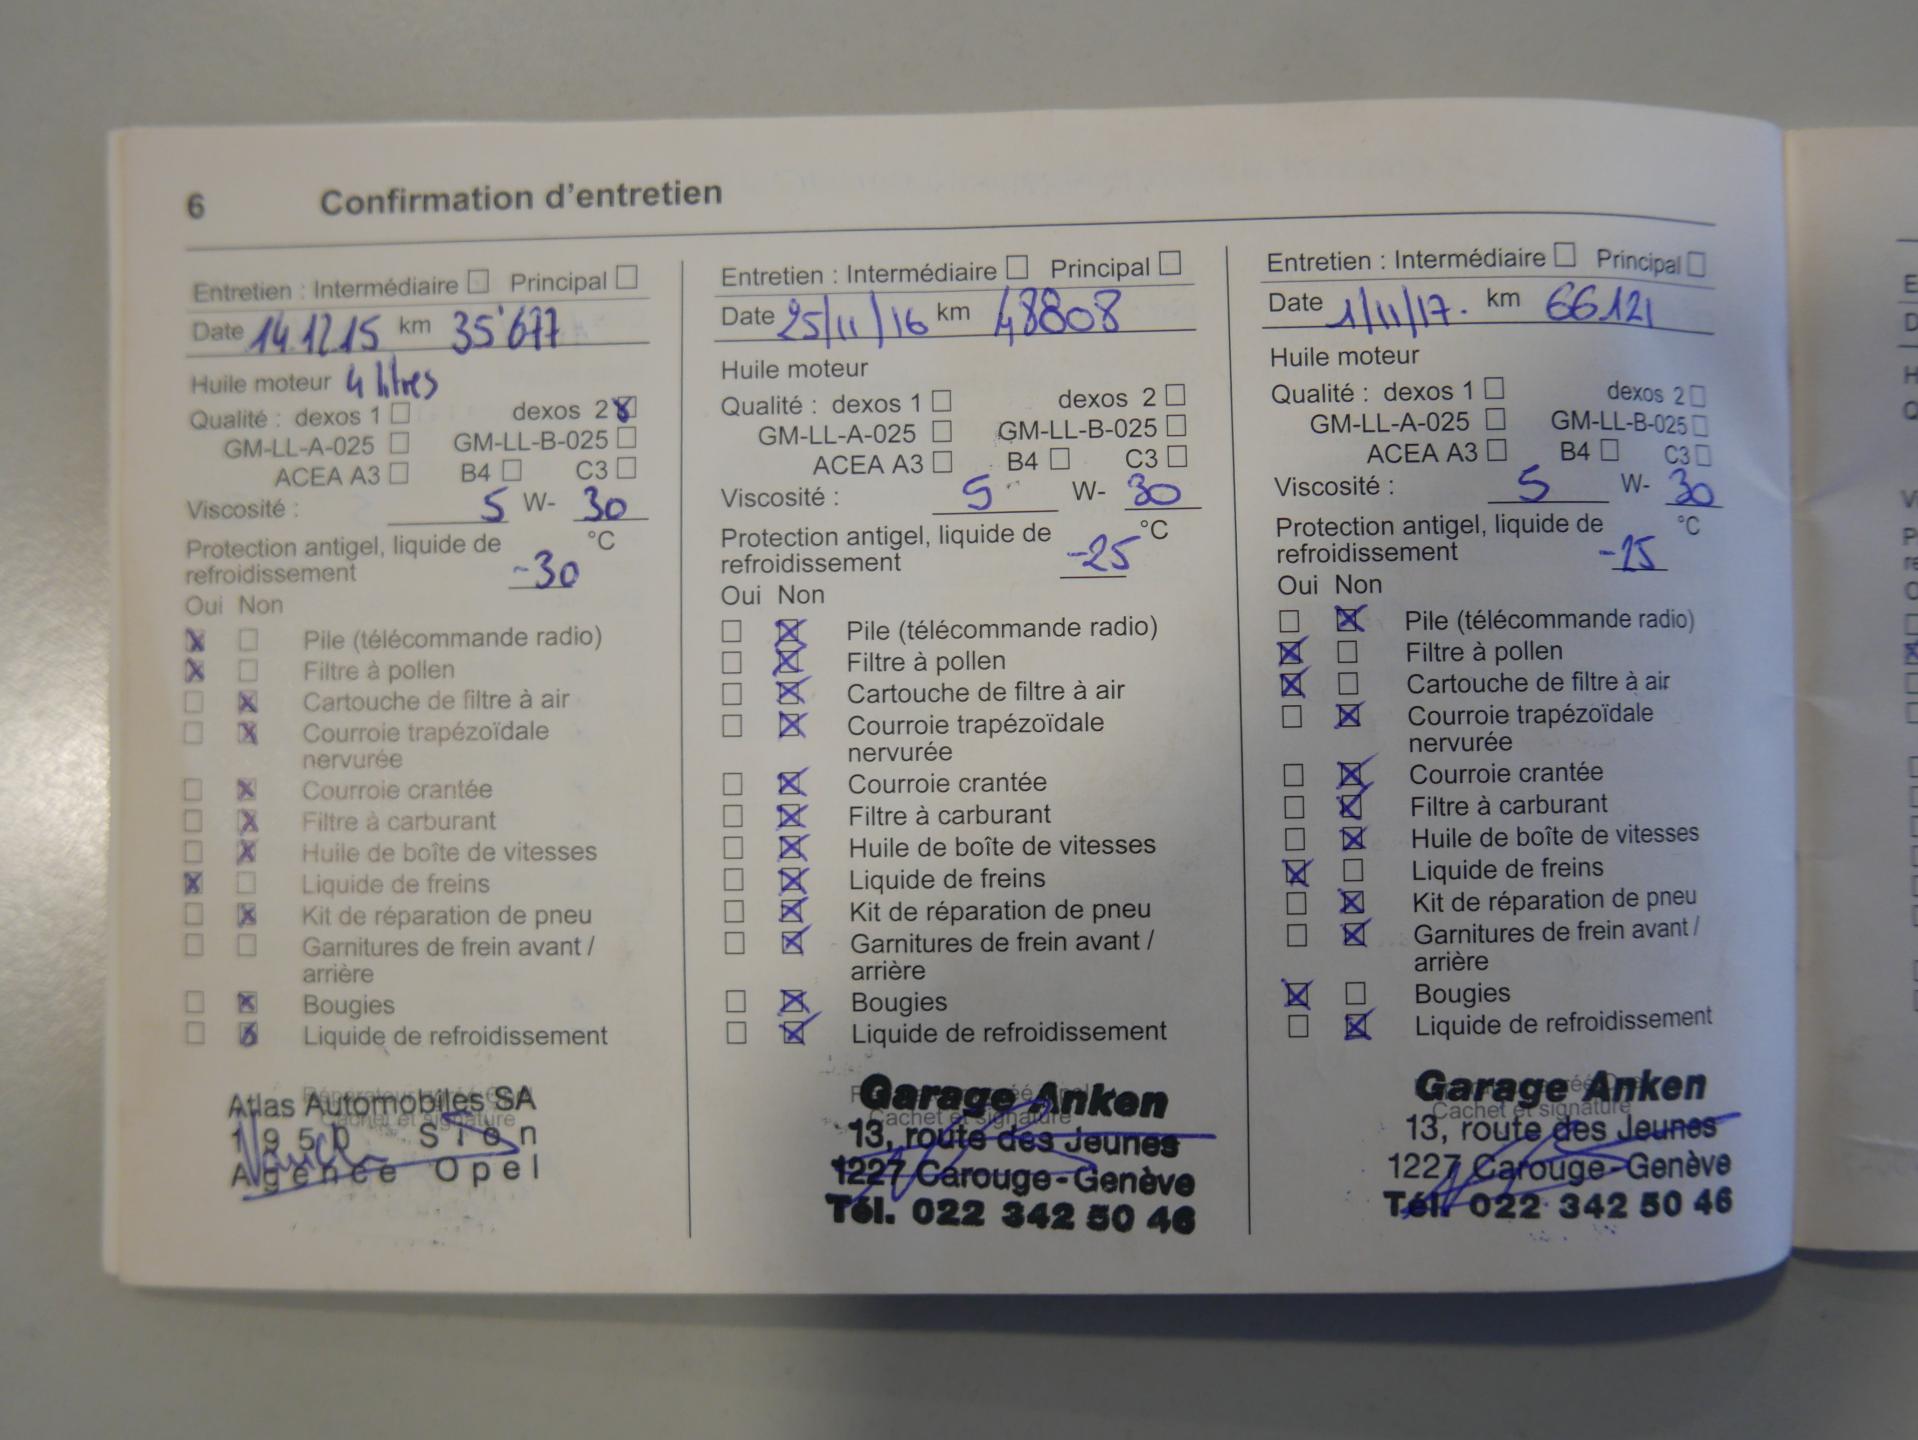 6 Confirmation d'entretien
Entretien : Intermédiaire ☐ Principal ☐
Date 14.12.15 km 35'677
Huile moteur 4 litres
Qualité : dexos 1 ☐ dexos 2 ☒
GM-LL-A-025 ☐ GM-LL-B-025 ☐
ACEA A3 ☐ B4 ☐ C3 ☐
Viscosité : 5 W- 30
Protection antigel, liquide de °C
refroidissement -30
Oui Non
☒ ☐ Pile (télécommande radio)
☒ ☐ Filtre à pollen
☐ ☒ Cartouche de filtre à air
☐ ☒ Courroie trapézoïdale
nervurée
☐ ☒ Courroie crantée
☐ ☒ Filtre à carburant
☐ ☒ Huile de boîte de vitesses
☒ ☐ Liquide de freins
☐ ☒ Kit de réparation de pneu
☐ ☐ Garnitures de frein avant /
arrière
☐ ☒ Bougies
☐ ☒ Liquide de refroidissement
Atlas Automobiles SA
1950 Sion
Agence Opel
Entretien : Intermédiaire ☐ Principal ☐
Date 25/11/16 km 48808
Huile moteur
Qualité : dexos 1 ☐ dexos 2 ☐
GM-LL-A-025 ☐ GM-LL-B-025 ☐
ACEA A3 ☐ B4 ☐ C3 ☐
Viscosité : 5 W- 30
Protection antigel, liquide de °C
refroidissement -25
Oui Non
☐ ☒ Pile (télécommande radio)
☐ ☒ Filtre à pollen
☐ ☒ Cartouche de filtre à air
☐ ☒ Courroie trapézoïdale
nervurée
☐ ☒ Courroie crantée
☐ ☒ Filtre à carburant
☐ ☒ Huile de boîte de vitesses
☐ ☒ Liquide de freins
☐ ☒ Kit de réparation de pneu
☐ ☒ Garnitures de frein avant /
arrière
☐ ☒ Bougies
☐ ☒ Liquide de refroidissement
Garage Anken
Cachet et signature
13, route des Jeunes
1227 Carouge-Genève
Tél. 022 342 50 46
Entretien : Intermédiaire ☐ Principal ☐
Date 1/11/17. km 66121
Huile moteur
Qualité : dexos 1 ☐ dexos 2 ☐
GM-LL-A-025 ☐ GM-LL-B-025 ☐
ACEA A3 ☐ B4 ☐ C3 ☐
Viscosité : 5 W- 30
Protection antigel, liquide de °C
refroidissement -25
Oui Non
☐ ☒ Pile (télécommande radio)
☒ ☐ Filtre à pollen
☒ ☐ Cartouche de filtre à air
☐ ☒ Courroie trapézoïdale
nervurée
☐ ☒ Courroie crantée
☐ ☒ Filtre à carburant
☐ ☒ Huile de boîte de vitesses
☒ ☐ Liquide de freins
☐ ☒ Kit de réparation de pneu
☐ ☒ Garnitures de frein avant /
arrière
☒ ☐ Bougies
☐ ☒ Liquide de refroidissement
Garage Anken
Cachet et signature
13, route des Jeunes
1227 Carouge-Genève
Tél. 022 342 50 46